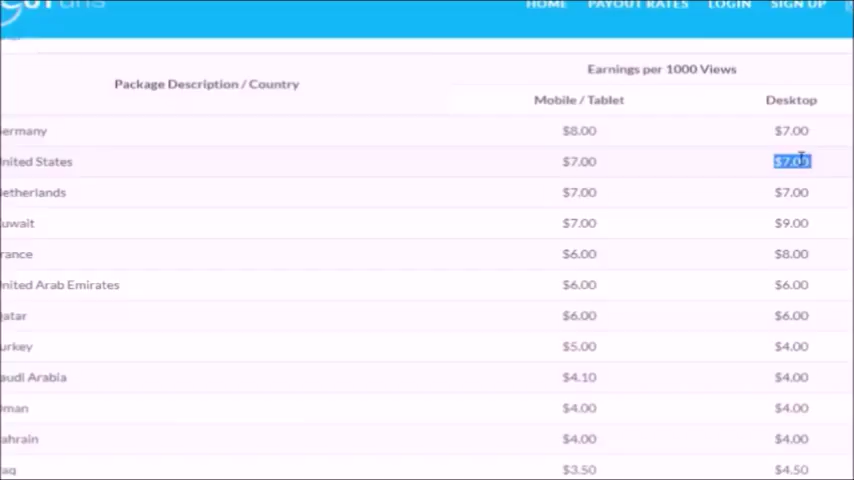 HOME PAYOUT RATES LOGIN SIGN UP
Package Description / Country
Earnings per 1000 Views
Mobile / Tablet Desktop
ermany $8.00 $7.00
nited States $7.00 $7.00
etherlands $7.00 $7.00
uwait $7.00 $9.00
rance $6.00 $8.00
nited Arab Emirates $6.00 $6.00
atar $6.00 $6.00
urkey $5.00 $4.00
audi Arabia $4.10 $4.00
man $4.00 $4.00
ahrain $4.00 $4.00
raq $3.50 $4.50